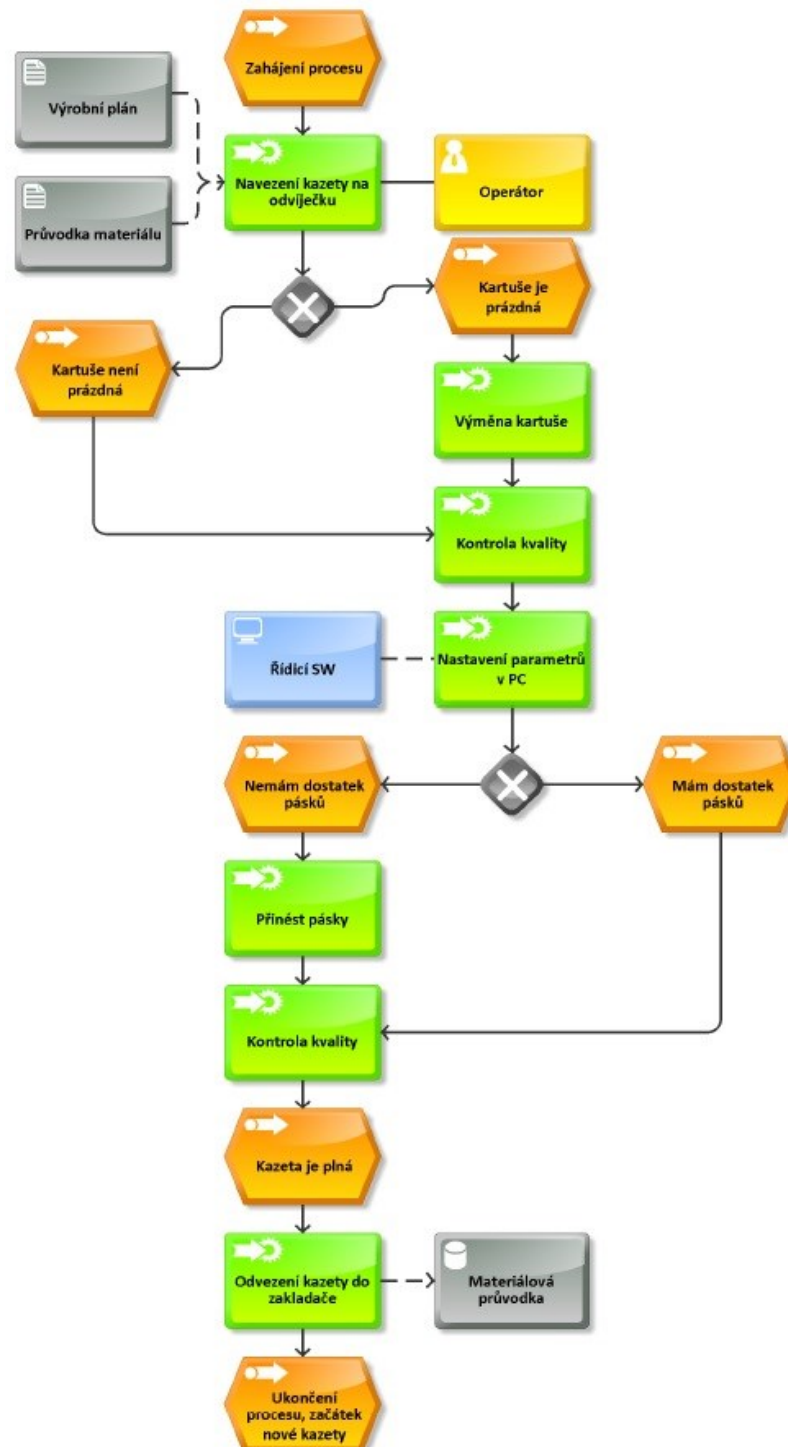 Zahájení procesu
Výrobní plán
Navezení kazety na
odvíječku
Operátor
Průvodka materiálu
Kartuše je
prázdná
Kartuše není
prázdná
Výměna kartuše
Kontrola kvality
Řídicí SW
Nastavení parametrů
v PC
Nemám dostatek
pásků
Mám dostatek
pásků
Přinést pásky
Kontrola kvality
Kazeta je plná
Odvezení kazety do
zakladače
Materiálová
průvodka
Ukončení
procesu, začátek
nové kazety